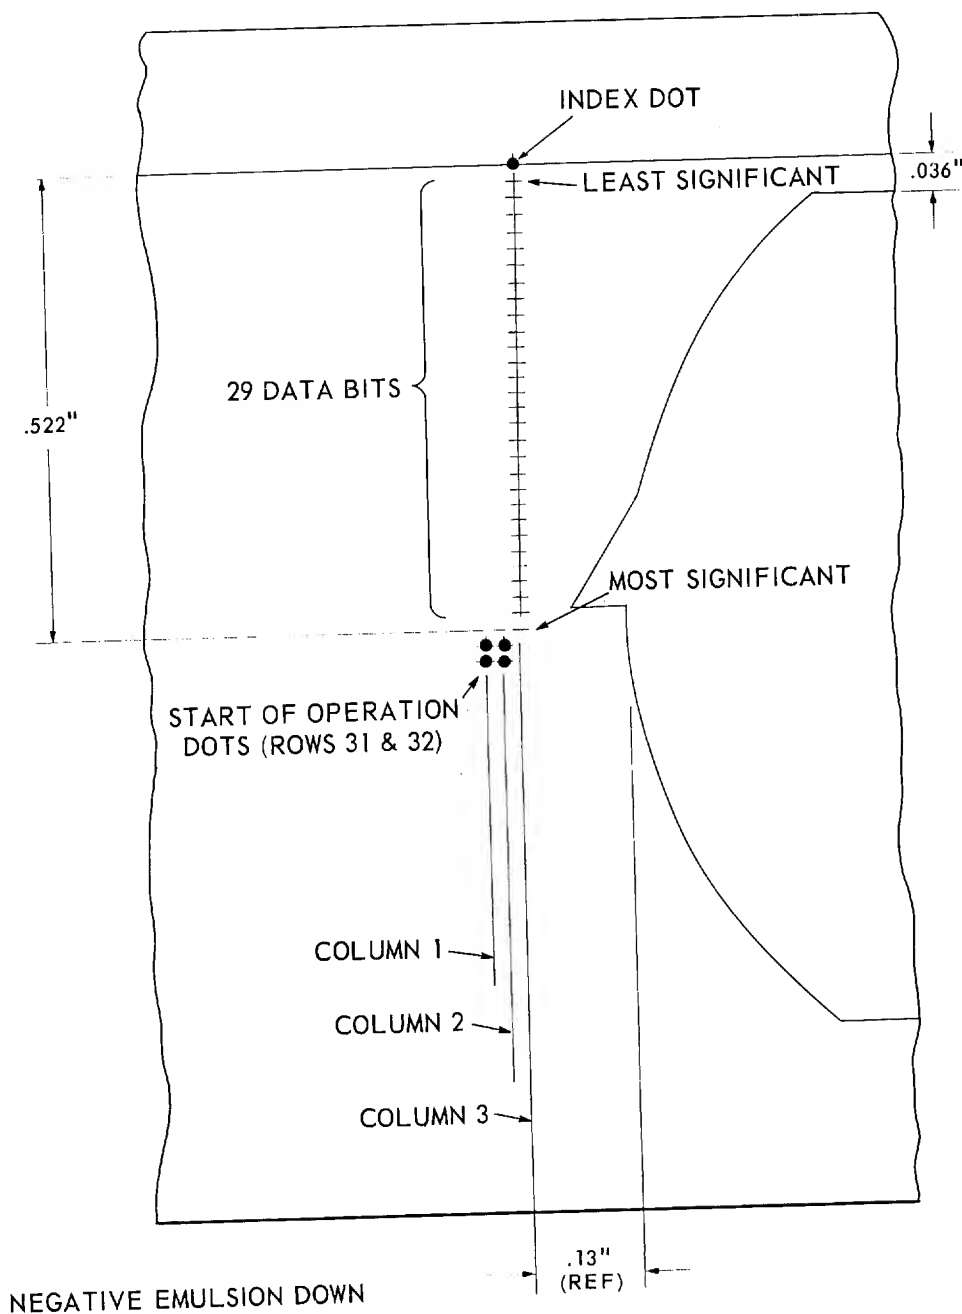 INDEX DOT
LEAST SIGNIFICANT
.036"
29 DATA BITS
.522"
MOST SIGNIFICANT
START OF OPERATION
DOTS (ROWS 31 & 32)
COLUMN 1
COLUMN 2
COLUMN 3
.13"
(REF)
NEGATIVE EMULSION DOWN